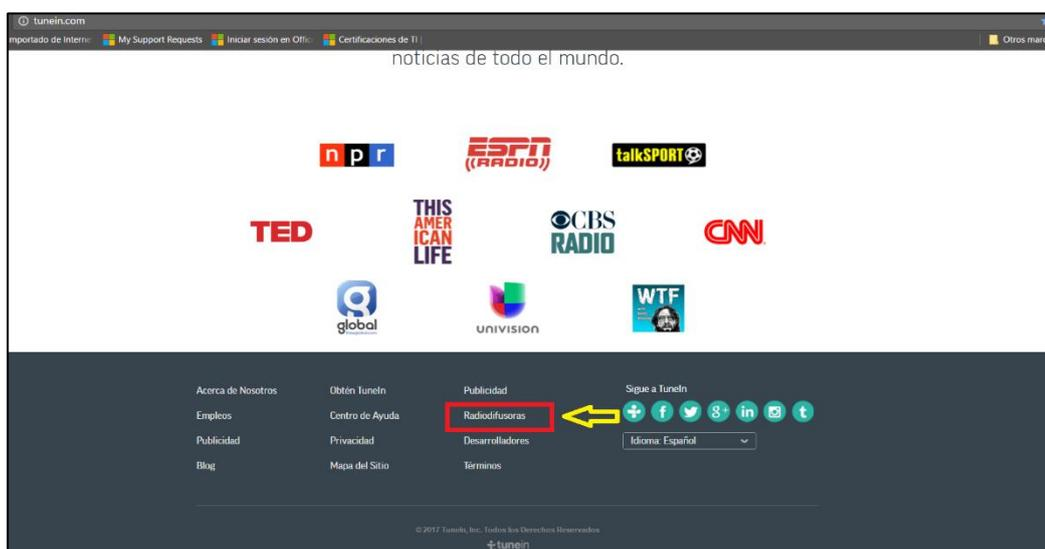 tunein.com
mportado de Interne My Support Requests Iniciar sesión en Offic Certificaciones de TI | Otros marc
noticias de todo el mundo.
npr ESPN ((RADIO)) talkSPORT
TED THIS AMERICAN LIFE CBS RADIO CNN
global UNIVISION WTF
Acerca de Nosotros Obtén TuneIn Publicidad Sigue a TuneIn
Empleos Centro de Ayuda Radiodifusoras
Publicidad Privacidad Desarrolladores Idioma: Español
Blog Mapa del Sitio Términos
© 2017 TuneIn, Inc. Todos los Derechos Reservados
tunein